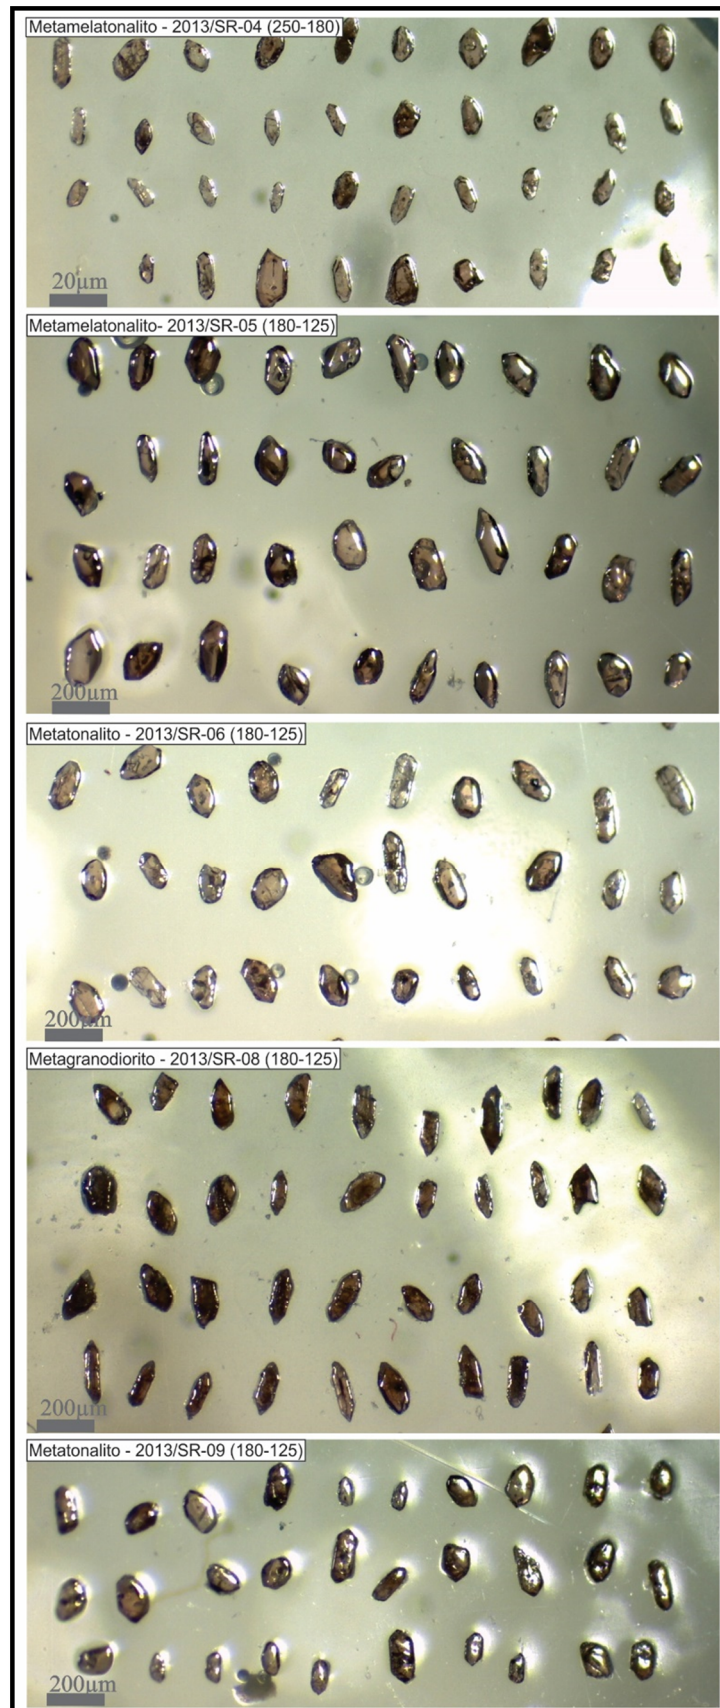 Metamelatonalito - 2013/SR-04 (250-180)
20µm
Metamelatonalito- 2013/SR-05 (180-125)
200µm
Metatonalito - 2013/SR-06 (180-125)
200µm
Metagranodiorito - 2013/SR-08 (180-125)
200µm
Metatonalito - 2013/SR-09 (180-125)
200µm